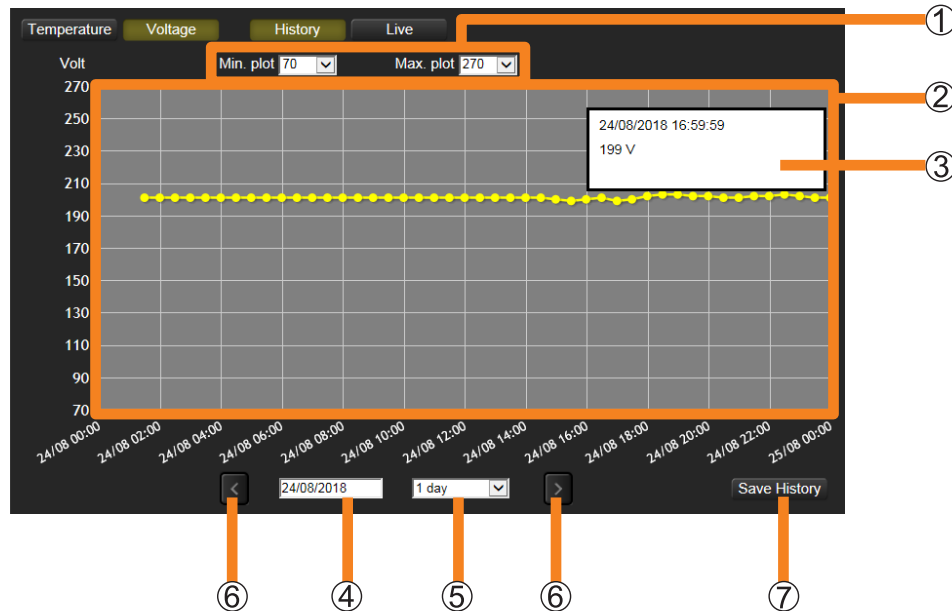 Temperature Voltage History Live
①
Volt Min. plot 70 Max. plot 270
270
②
250
24/08/2018 16:59:59
230
199 V
③
210
190
170
150
130
110
90
70
24/08 00:00 24/08 02:00 24/08 04:00 24/08 06:00 24/08 08:00 24/08 10:00 24/08 12:00 24/08 14:00 24/08 16:00 24/08 18:00 24/08 20:00 24/08 22:00 25/08 00:00
< 24/08/2018 1 day > Save History
⑥ ④ ⑤ ⑥ ⑦